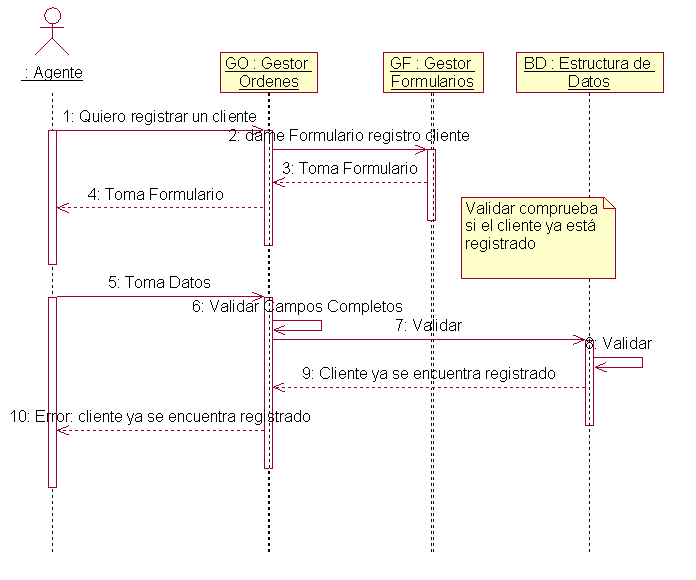 : Agente
GO : Gestor
Ordenes
GF : Gestor
Formularios
BD : Estructura de
Datos
1: Quiero registrar un cliente
2: dame Formulario registro cliente
3: Toma Formulario
4: Toma Formulario
Validar comprueba
si el cliente ya está
registrado
5: Toma Datos
6: Validar Campos Completos
7: Validar
8: Validar
9: Cliente ya se encuentra registrado
10: Error: cliente ya se encuentra registrado